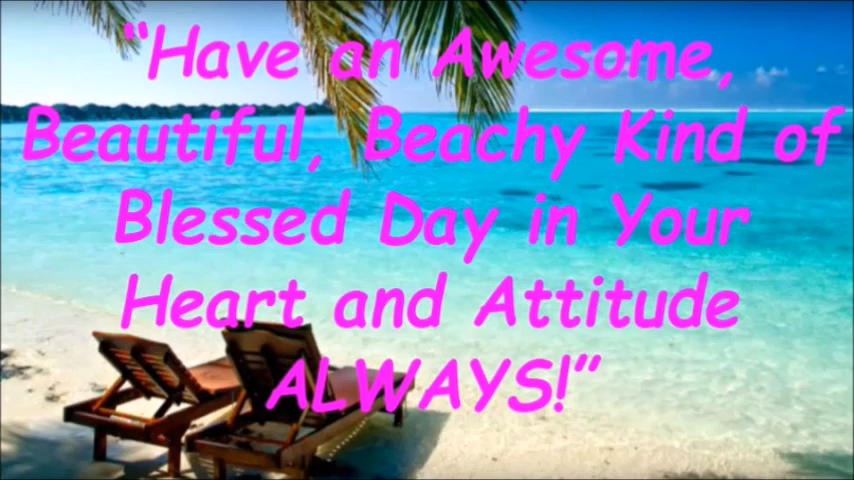 “Have an Awesome,
Beautiful, Beachy Kind of
Blessed Day in Your
Heart and Attitude
ALWAYS!”